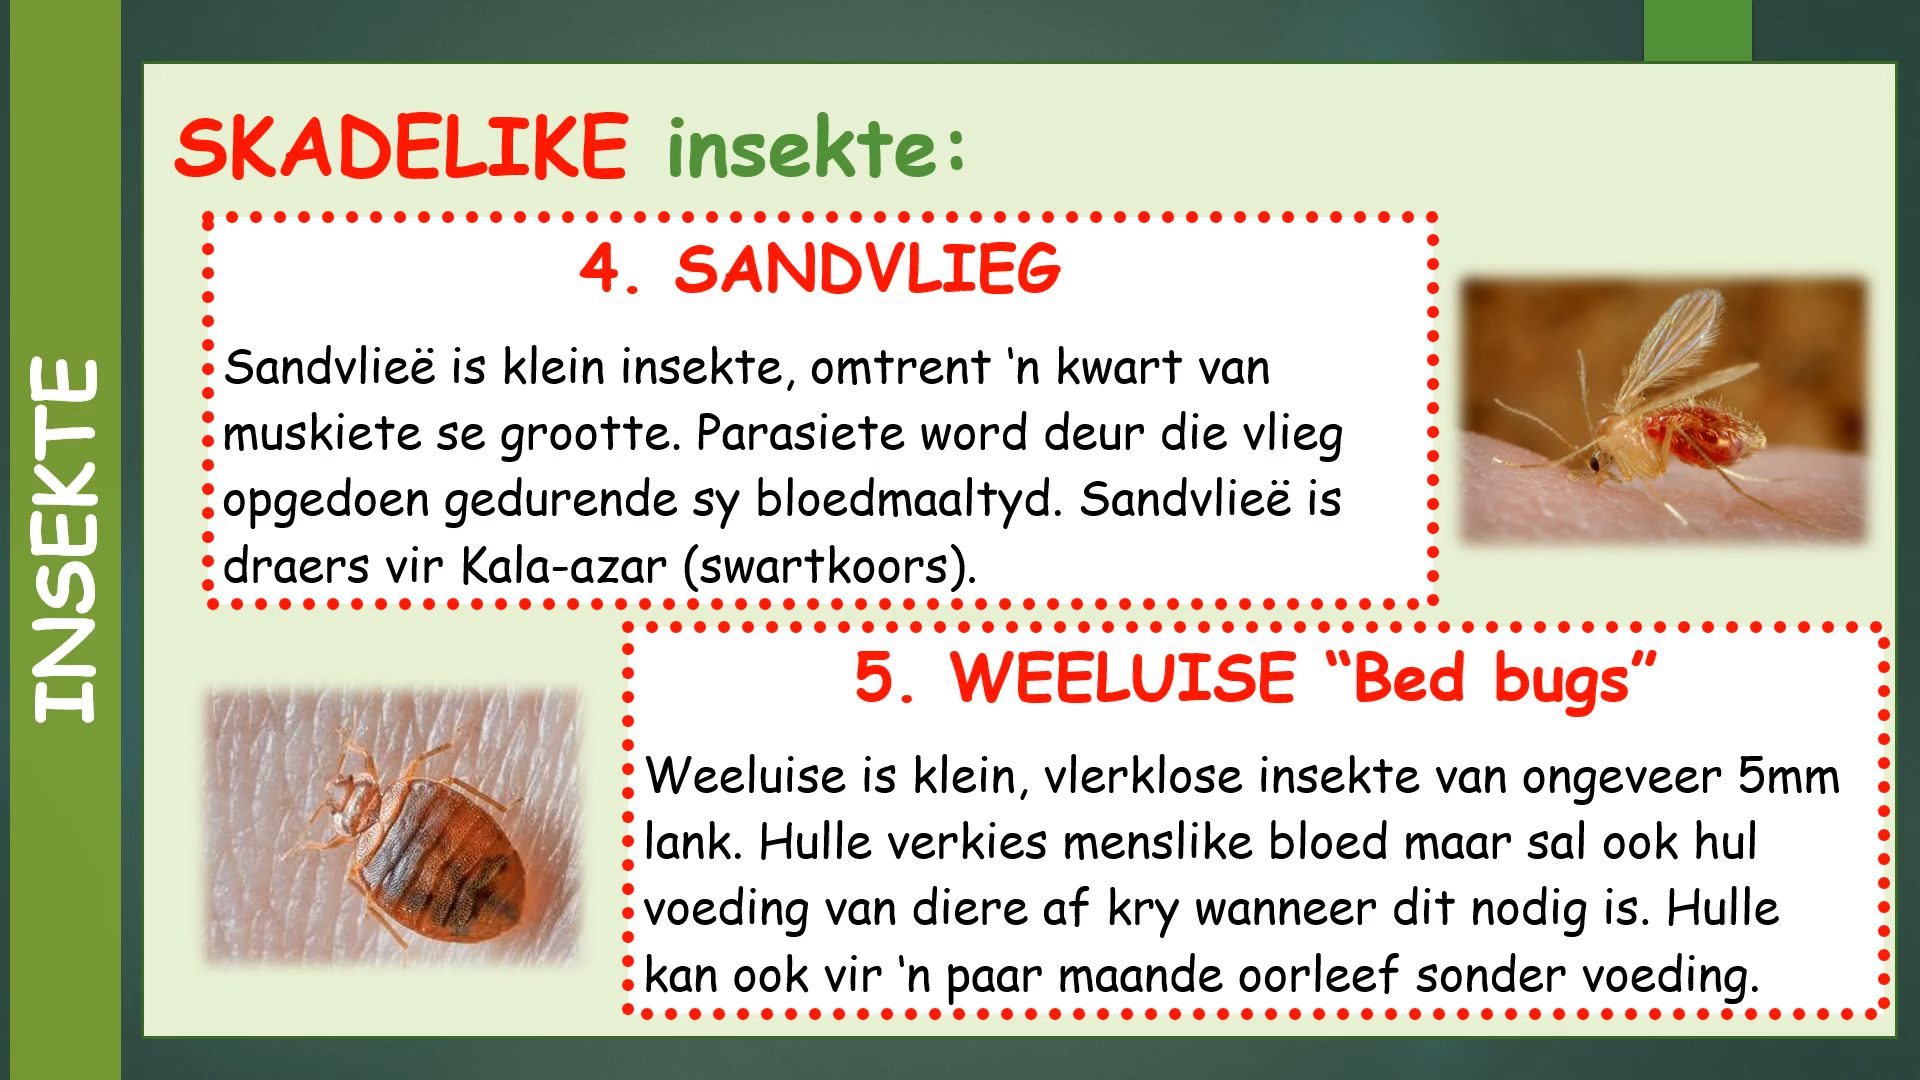 INSEKTE
SKADELIKE insekte:
4. SANDVLIEG
Sandvlieë is klein insekte, omtrent ‘n kwart van
muskiete se grootte. Parasiete word deur die vlieg
opgedoen gedurende sy bloedmaaltyd. Sandvlieë is
draers vir Kala-azar (swartkoors).
5. WEELUISE “Bed bugs”
Weeluise is klein, vlerklose insekte van ongeveer 5mm
lank. Hulle verkies menslike bloed maar sal ook hul
voeding van diere af kry wanneer dit nodig is. Hulle
kan ook vir ‘n paar maande oorleef sonder voeding.